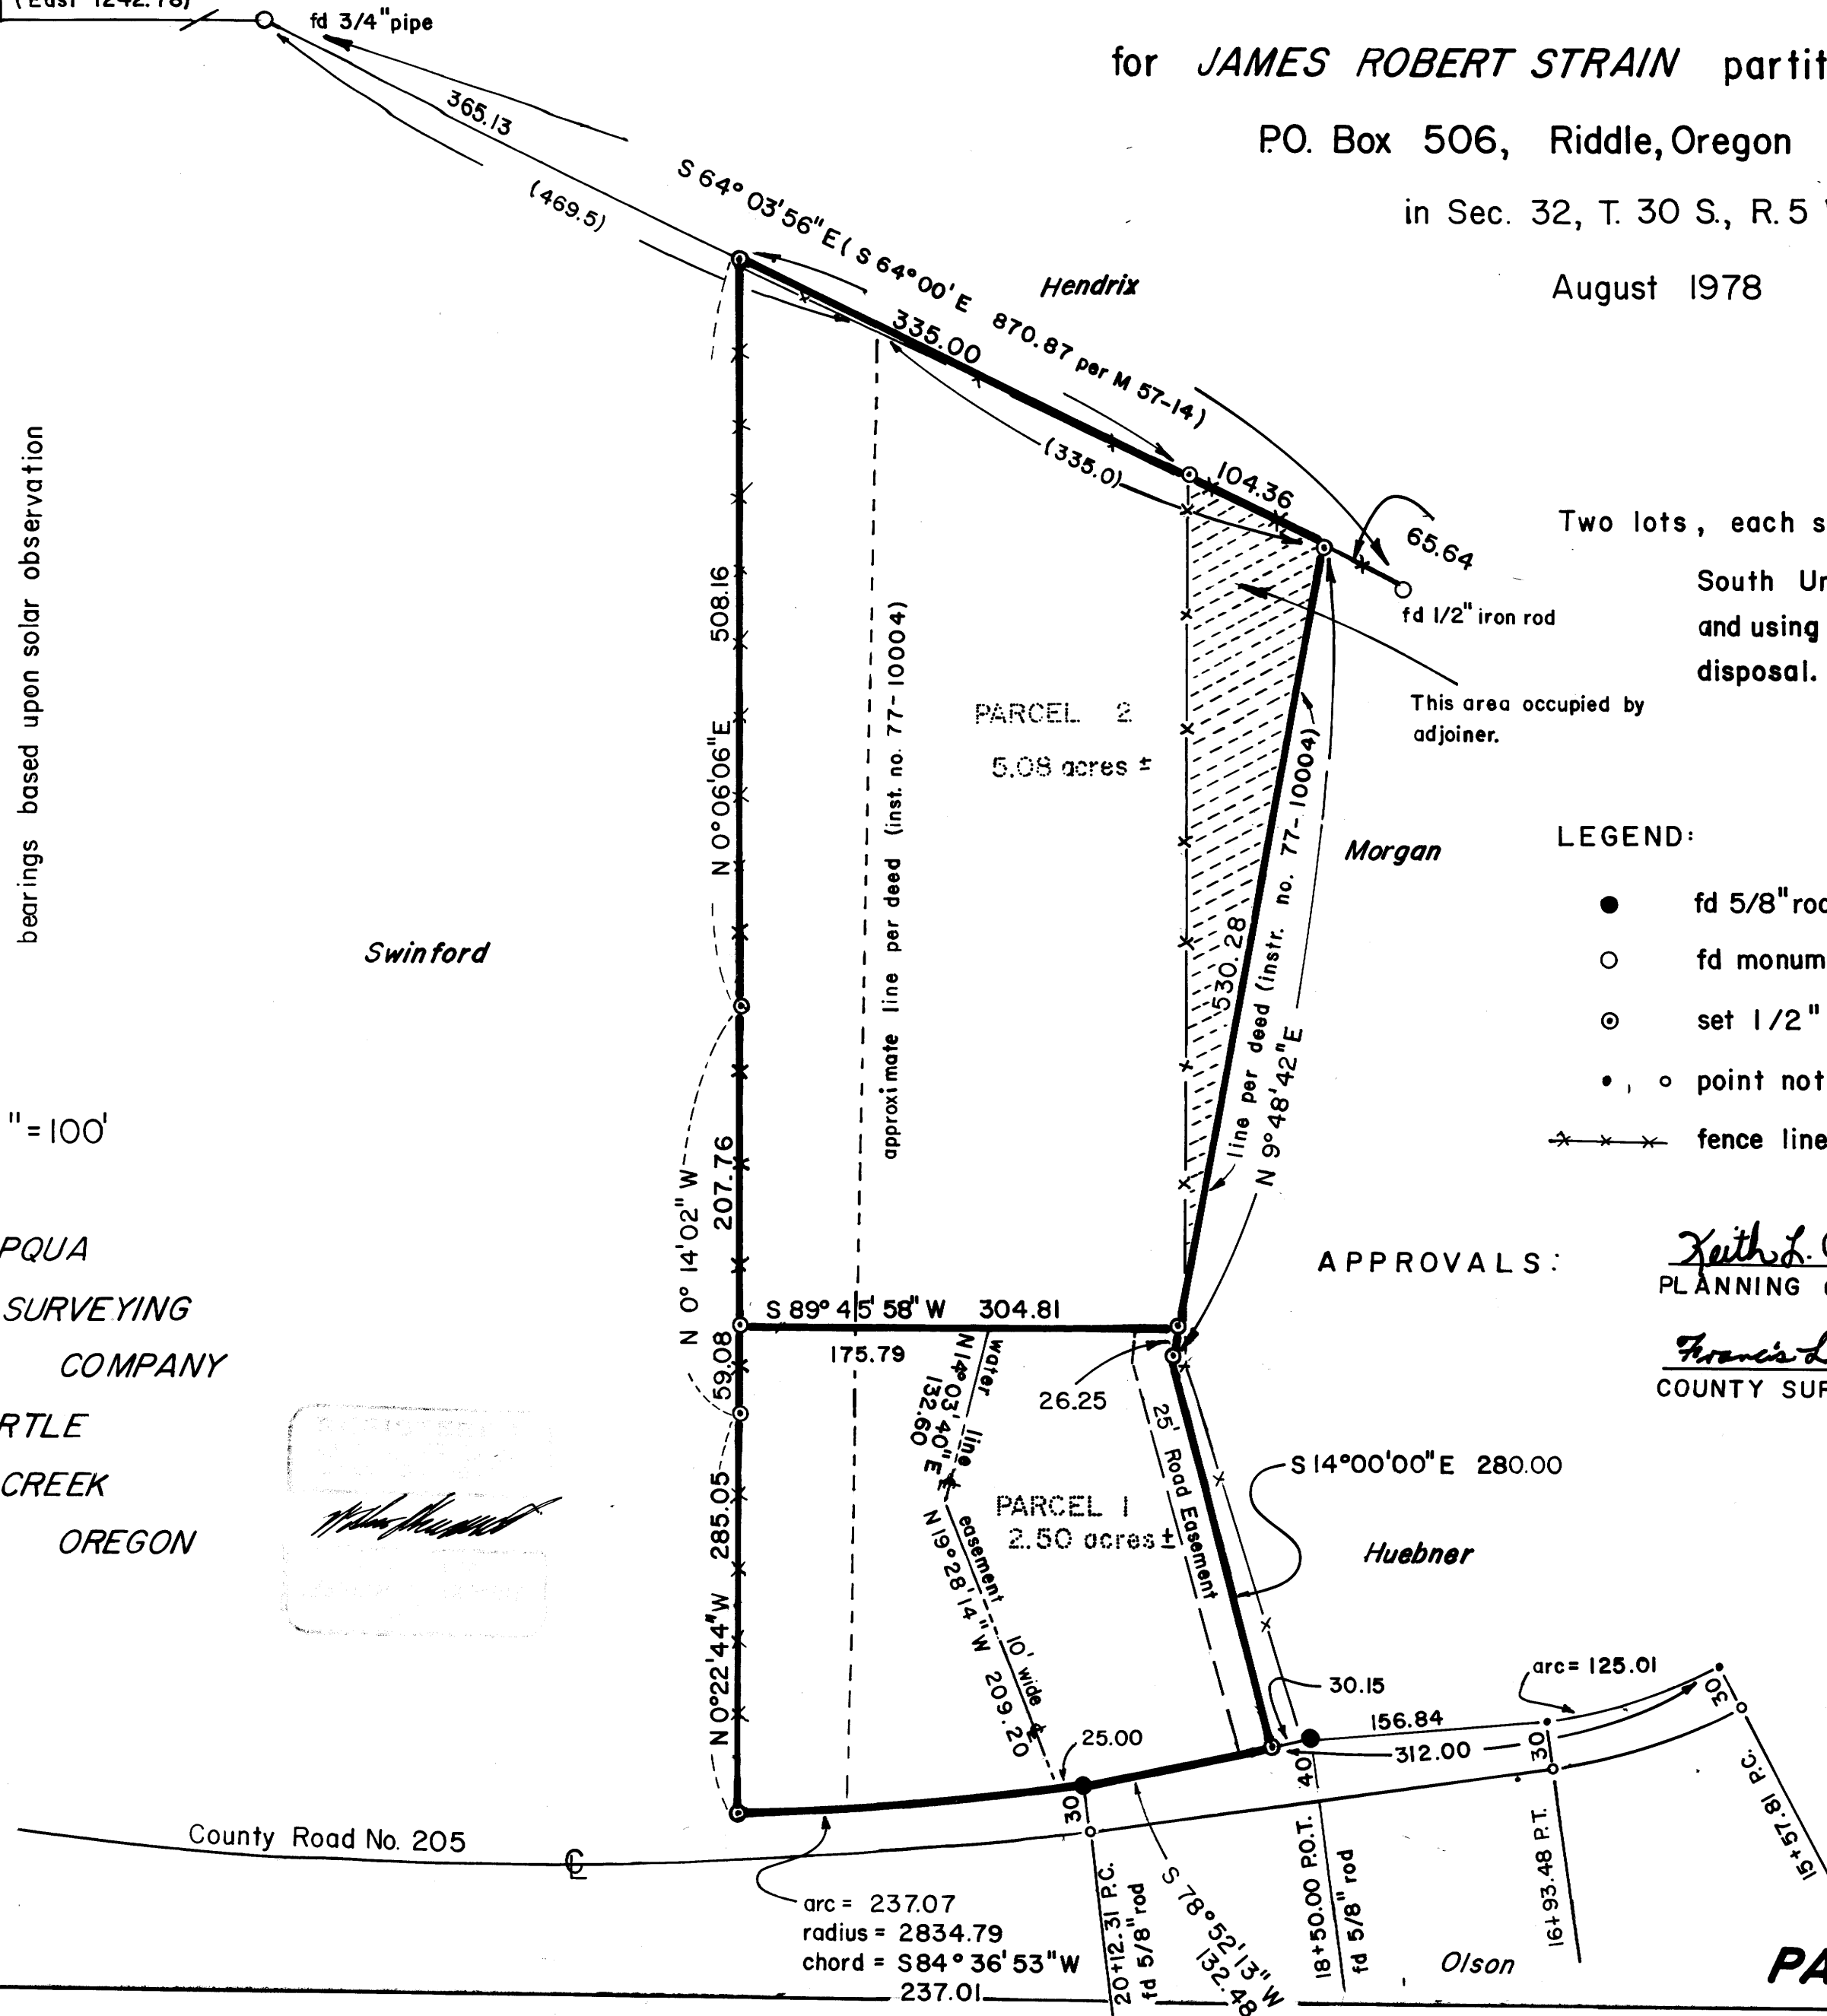 (East 1242.78)
fd 3/4" pipe
for JAMES ROBERT STRAIN partit
P.O. Box 506, Riddle, Oregon
in Sec. 32, T. 30 S., R. 5
August 1978
365.13
(469.5)
S 64° 03' 56" E ( S 64° 00' E 870.87 per M 57-14)
Hendrix
335.00
(335.0)
104.36
65.64
fd 1/2" iron rod
Two lots, each s
South Um
and using
disposal.
This area occupied by
adjoiner.
bearings based upon solar observation
508.16
N 0° 06' 06" E
approximate line per deed (inst. no. 77-10004)
PARCEL 2
5.08 acres ±
530.28
line per deed (instr. no. 77-10004)
N 9° 48' 42" E
Morgan
Swinford
LEGEND:
fd 5/8" rod
fd monum
set 1/2"
point not
fence line
" = 100'
PQUA
SURVEYING
COMPANY
RTLE
CREEK
OREGON
N 0° 14' 02" W
207.76
59.08
S 89° 45' 58" W 304.81
175.79
26.25
APPROVALS:
Keith L.
PLANNING
Francis L
COUNTY SUR
water line
N 14° 03' 40" E
132.60
easement
10' wide
N 19° 28' 14" W 209.20
PARCEL 1
2.50 acres ±
25' Road Easement
S 14° 00' 00" E 280.00
Huebner
285.05
N 0° 22' 44" W
25.00
30.15
arc = 125.01
156.84
312.00
30
40
30
30
County Road No. 205
℄
arc = 237.07
radius = 2834.79
chord = S 84° 36' 53" W
237.01
20+12.31 P.C.
fd 5/8" rod
S 78° 52' 13" W
132.48
18+50.00 P.O.T.
fd 5/8" rod
16+93.48 P.T.
15+57.81 P.C.
Olson
PA